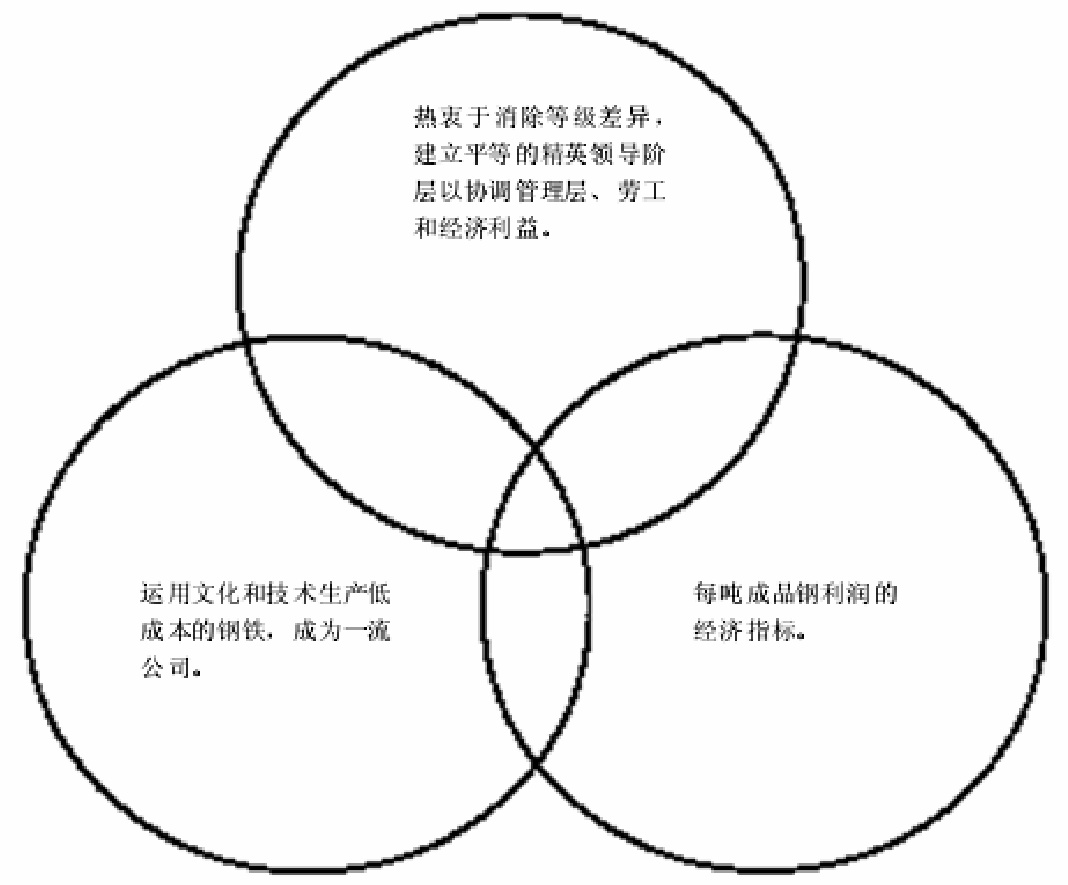 热衷于消除等级差异，
建立平等的精英领导阶
层以协调管理层、劳工
和经济利益。
运用文化和技术生产低
成本的钢铁，成为一流
公司。
每吨成品钢利润的
经济指标。